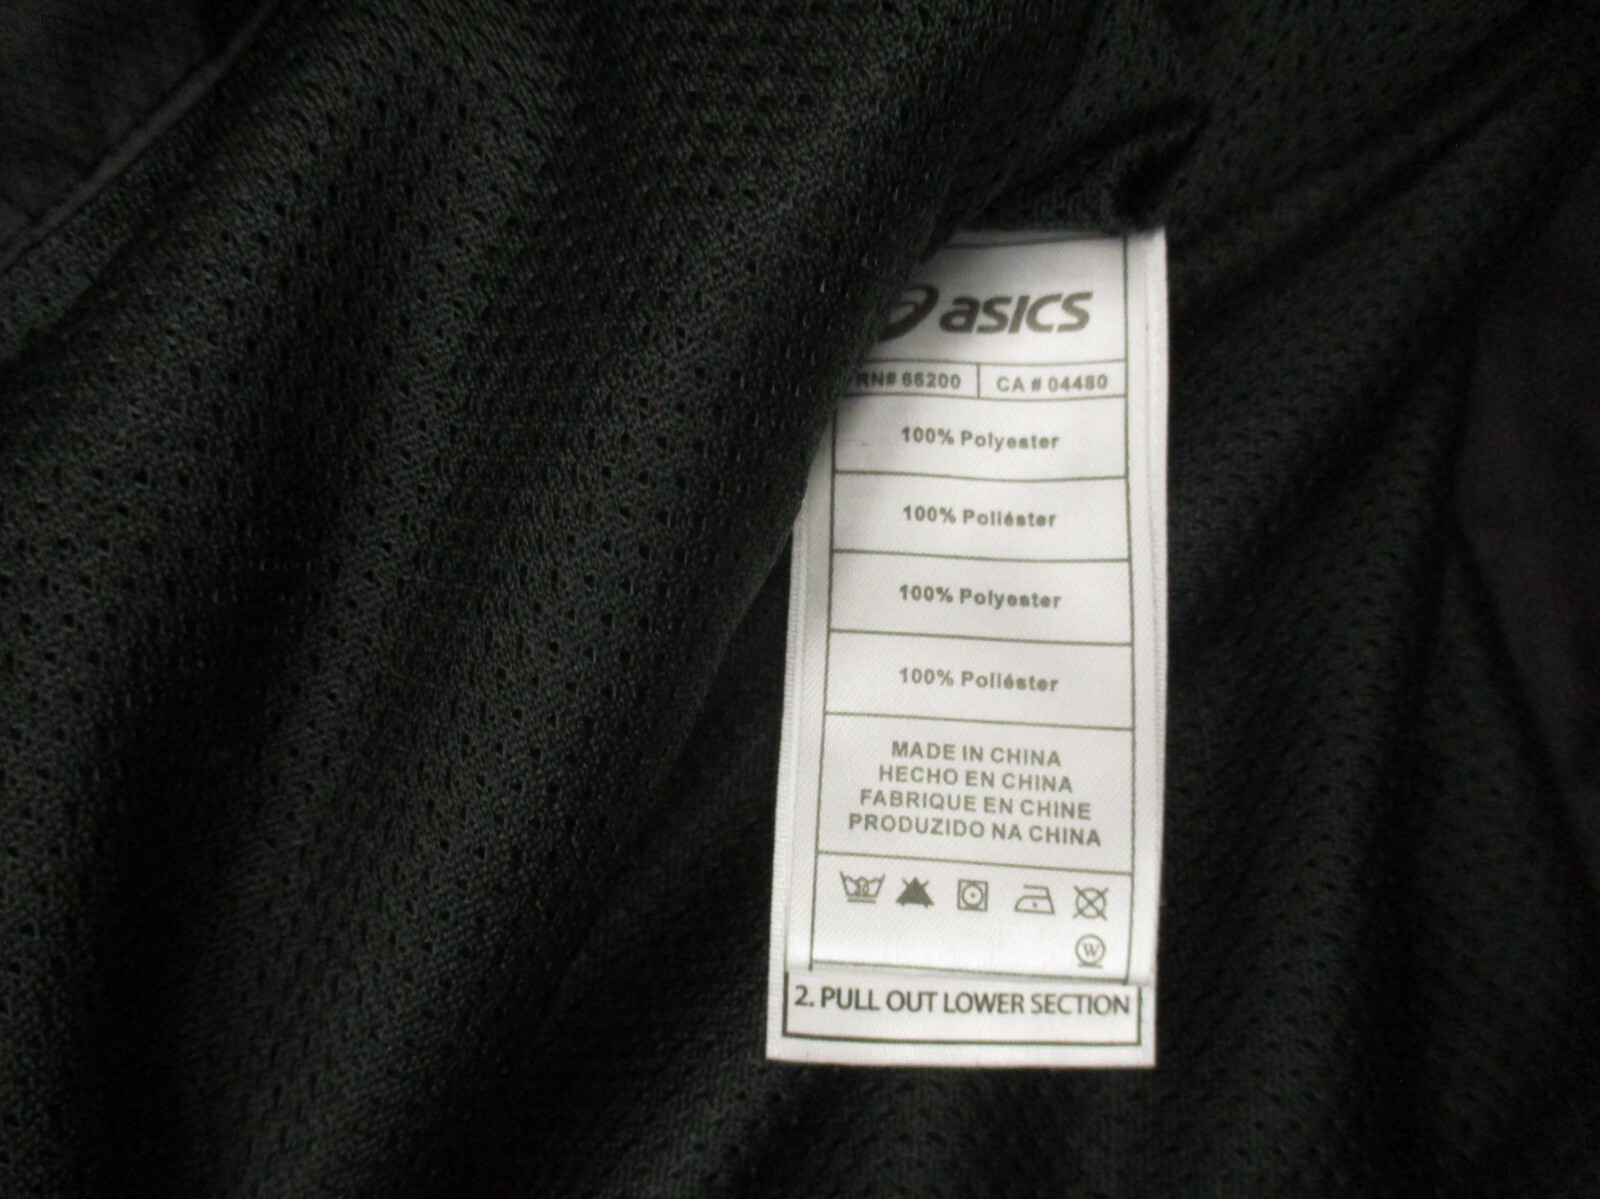 asics
RN# 66200 CA # 04480
100% Polyester
100% Poliéster
100% Polyester
100% Poliéster
MADE IN CHINA
HECHO EN CHINA
FABRIQUE EN CHINE
PRODUZIDO NA CHINA
30
W
2. PULL OUT LOWER SECTION